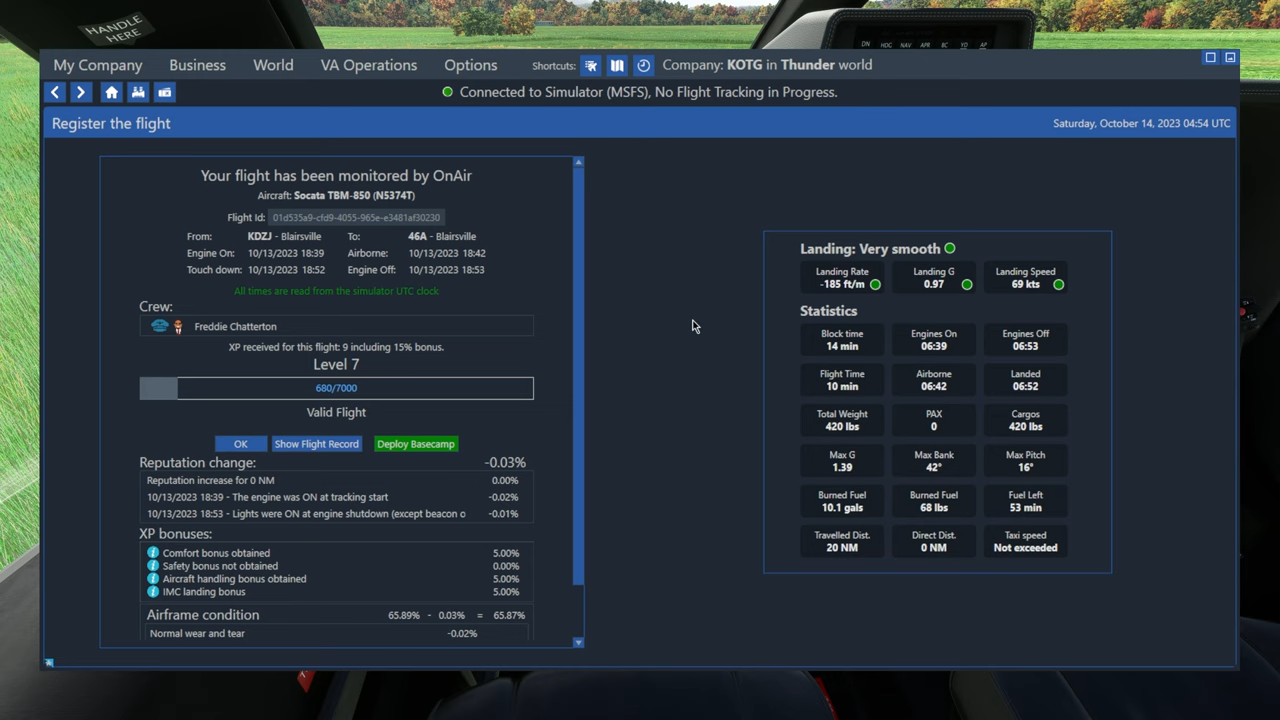 HANDLE
HERE
DN HDG NAV APR BC YD AP
My Company Business World VA Operations Options Shortcuts: Company: KOTG in Thunder world
Connected to Simulator (MSFS), No Flight Tracking in Progress.
Register the flight Saturday, October 14, 2023 04:54 UTC
Your flight has been monitored by OnAir
Aircraft: Socata TBM-850 (N5374T)
Flight Id: 01d535a9-cfd9-4055-965e-e3481af30230
From: KDZJ - Blairsville To: 46A - Blairsville
Engine On: 10/13/2023 18:39 Airborne: 10/13/2023 18:42
Touch down: 10/13/2023 18:52 Engine Off: 10/13/2023 18:53
All times are read from the simulator UTC clock
Crew:
Freddie Chatterton
XP received for this flight: 9 including 15% bonus.
Level 7
680/7000
Valid Flight
OK Show Flight Record Deploy Basecamp
Reputation change: -0.03%
Reputation increase for 0 NM 0.00%
10/13/2023 18:39 - The engine was ON at tracking start -0.02%
10/13/2023 18:53 - Lights were ON at engine shutdown (except beacon o -0.01%
XP bonuses:
Comfort bonus obtained 5.00%
Safety bonus not obtained 0.00%
Aircraft handling bonus obtained 5.00%
IMC landing bonus 5.00%
Airframe condition 65.89% - 0.03% = 65.87%
Normal wear and tear -0.02%
Landing: Very smooth
Landing Rate Landing G Landing Speed
-185 ft/m 0.97 69 kts
Statistics
Block time Engines On Engines Off
14 min 06:39 06:53
Flight Time Airborne Landed
10 min 06:42 06:52
Total Weight PAX Cargos
420 lbs 0 420 lbs
Max G Max Bank Max Pitch
1.39 42° 16°
Burned Fuel Burned Fuel Fuel Left
10.1 gals 68 lbs 53 min
Travelled Dist. Direct Dist. Taxi speed
20 NM 0 NM Not exceeded